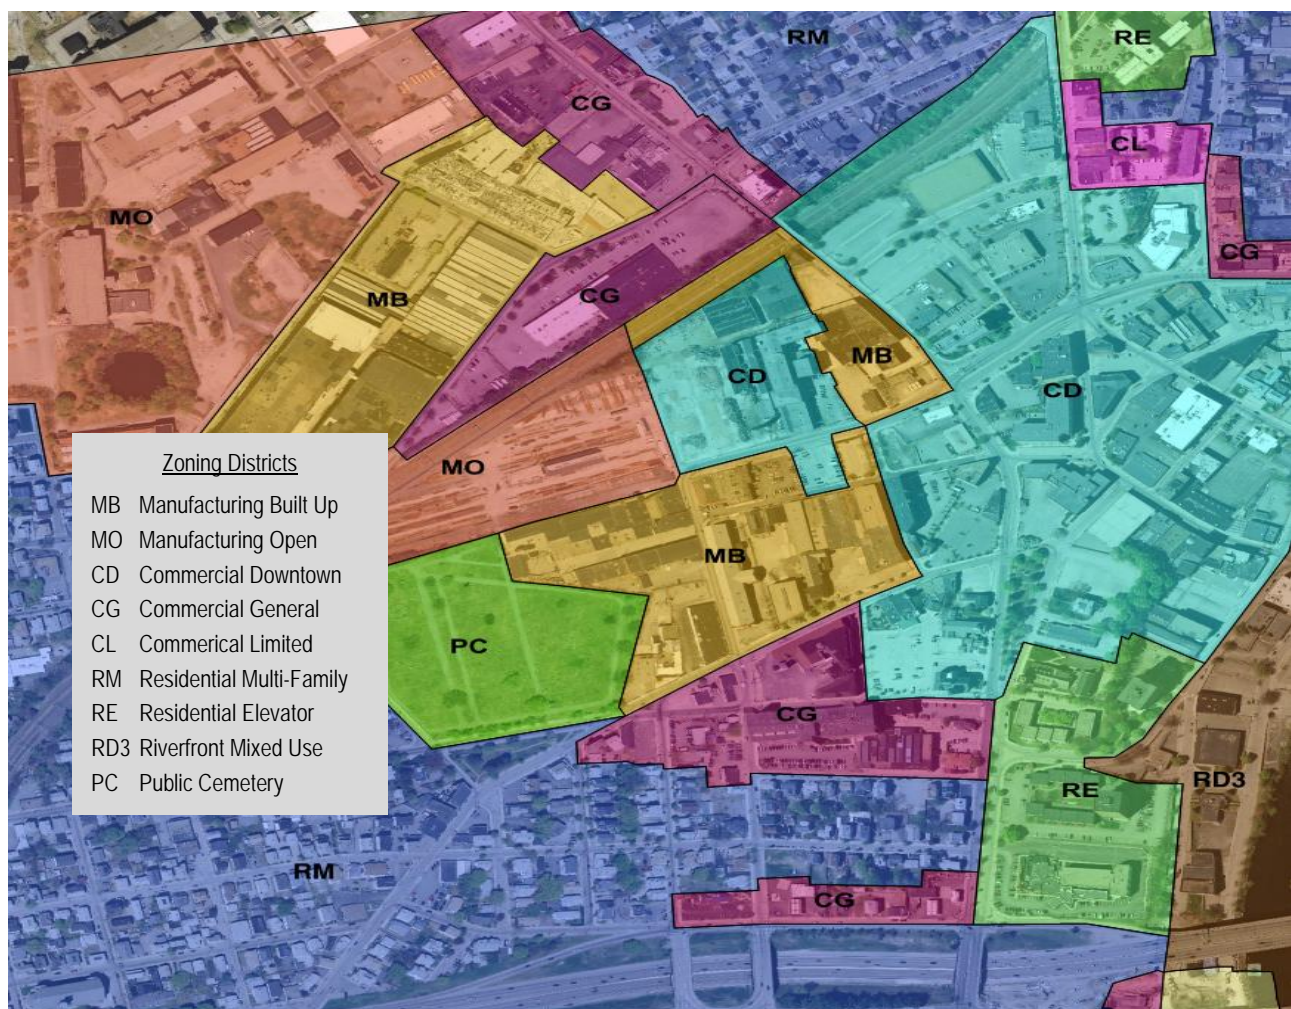 RM
RE
CG
CL
MO
CG
MB
CG
MB
CD
CD
MO
Zoning Districts
MB Manufacturing Built Up
MO Manufacturing Open
CD Commercial Downtown
CG Commercial General
CL Commerical Limited
RM Residential Multi-Family
RE Residential Elevator
RD3 Riverfront Mixed Use
PC Public Cemetery
MB
PC
CG
RD3
RE
RM
CG